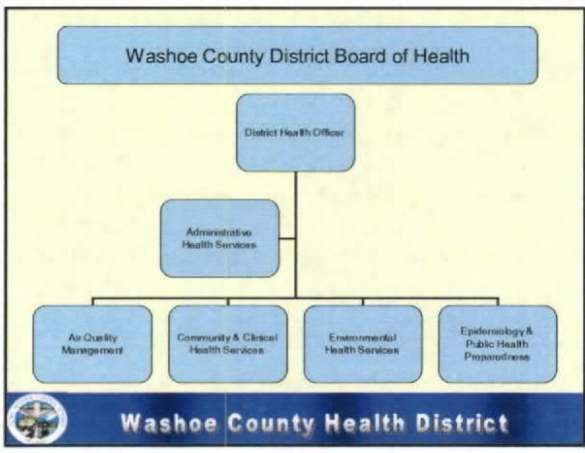 Washoe County District Board of Health
District Health Officer
Administrative
Health Services
Air Quality
Management
Community & Clinical
Health Services
Environmental
Health Services
Epidemiology &
Public Health
Preparedness
Washoe County Health District